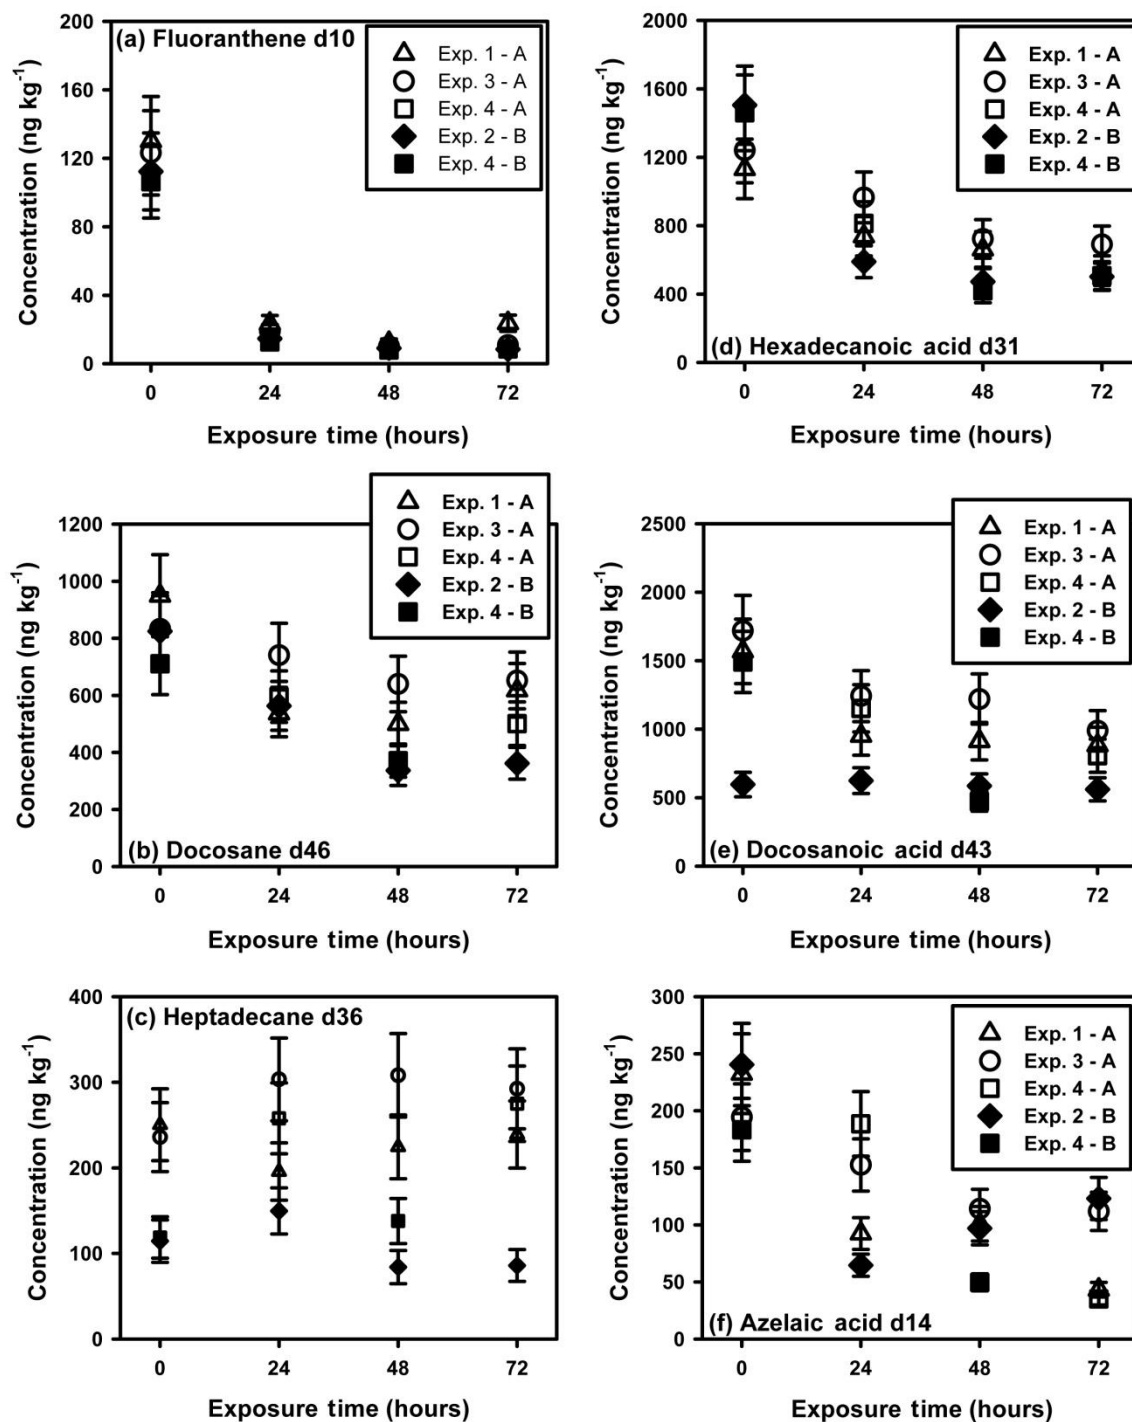 (a) Fluoranthene d10
Exp. 1 - A
Exp. 3 - A
Exp. 4 - A
Exp. 2 - B
Exp. 4 - B
Concentration (ng kg⁻¹)
200
160
120
80
40
0
0 24 48 72
Exposure time (hours)
Exp. 1 - A
Exp. 3 - A
Exp. 4 - A
Exp. 2 - B
Exp. 4 - B
Concentration (ng kg⁻¹)
2000
1600
1200
800
400
0
(d) Hexadecanoic acid d31
0 24 48 72
Exposure time (hours)
Exp. 1 - A
Exp. 3 - A
Exp. 4 - A
Exp. 2 - B
Exp. 4 - B
Concentration (ng kg⁻¹)
1200
1000
800
600
400
200
0
(b) Docosane d46
0 24 48 72
Exposure time (hours)
Exp. 1 - A
Exp. 3 - A
Exp. 4 - A
Exp. 2 - B
Exp. 4 - B
Concentration (ng kg⁻¹)
2500
2000
1500
1000
500
0
(e) Docosanoic acid d43
0 24 48 72
Exposure time (hours)
(c) Heptadecane d36
Concentration (ng kg⁻¹)
400
300
200
100
0
0 24 48 72
Exposure time (hours)
Exp. 1 - A
Exp. 3 - A
Exp. 4 - A
Exp. 2 - B
Exp. 4 - B
Concentration (ng kg⁻¹)
300
250
200
150
100
50
0
(f) Azelaic acid d14
0 24 48 72
Exposure time (hours)